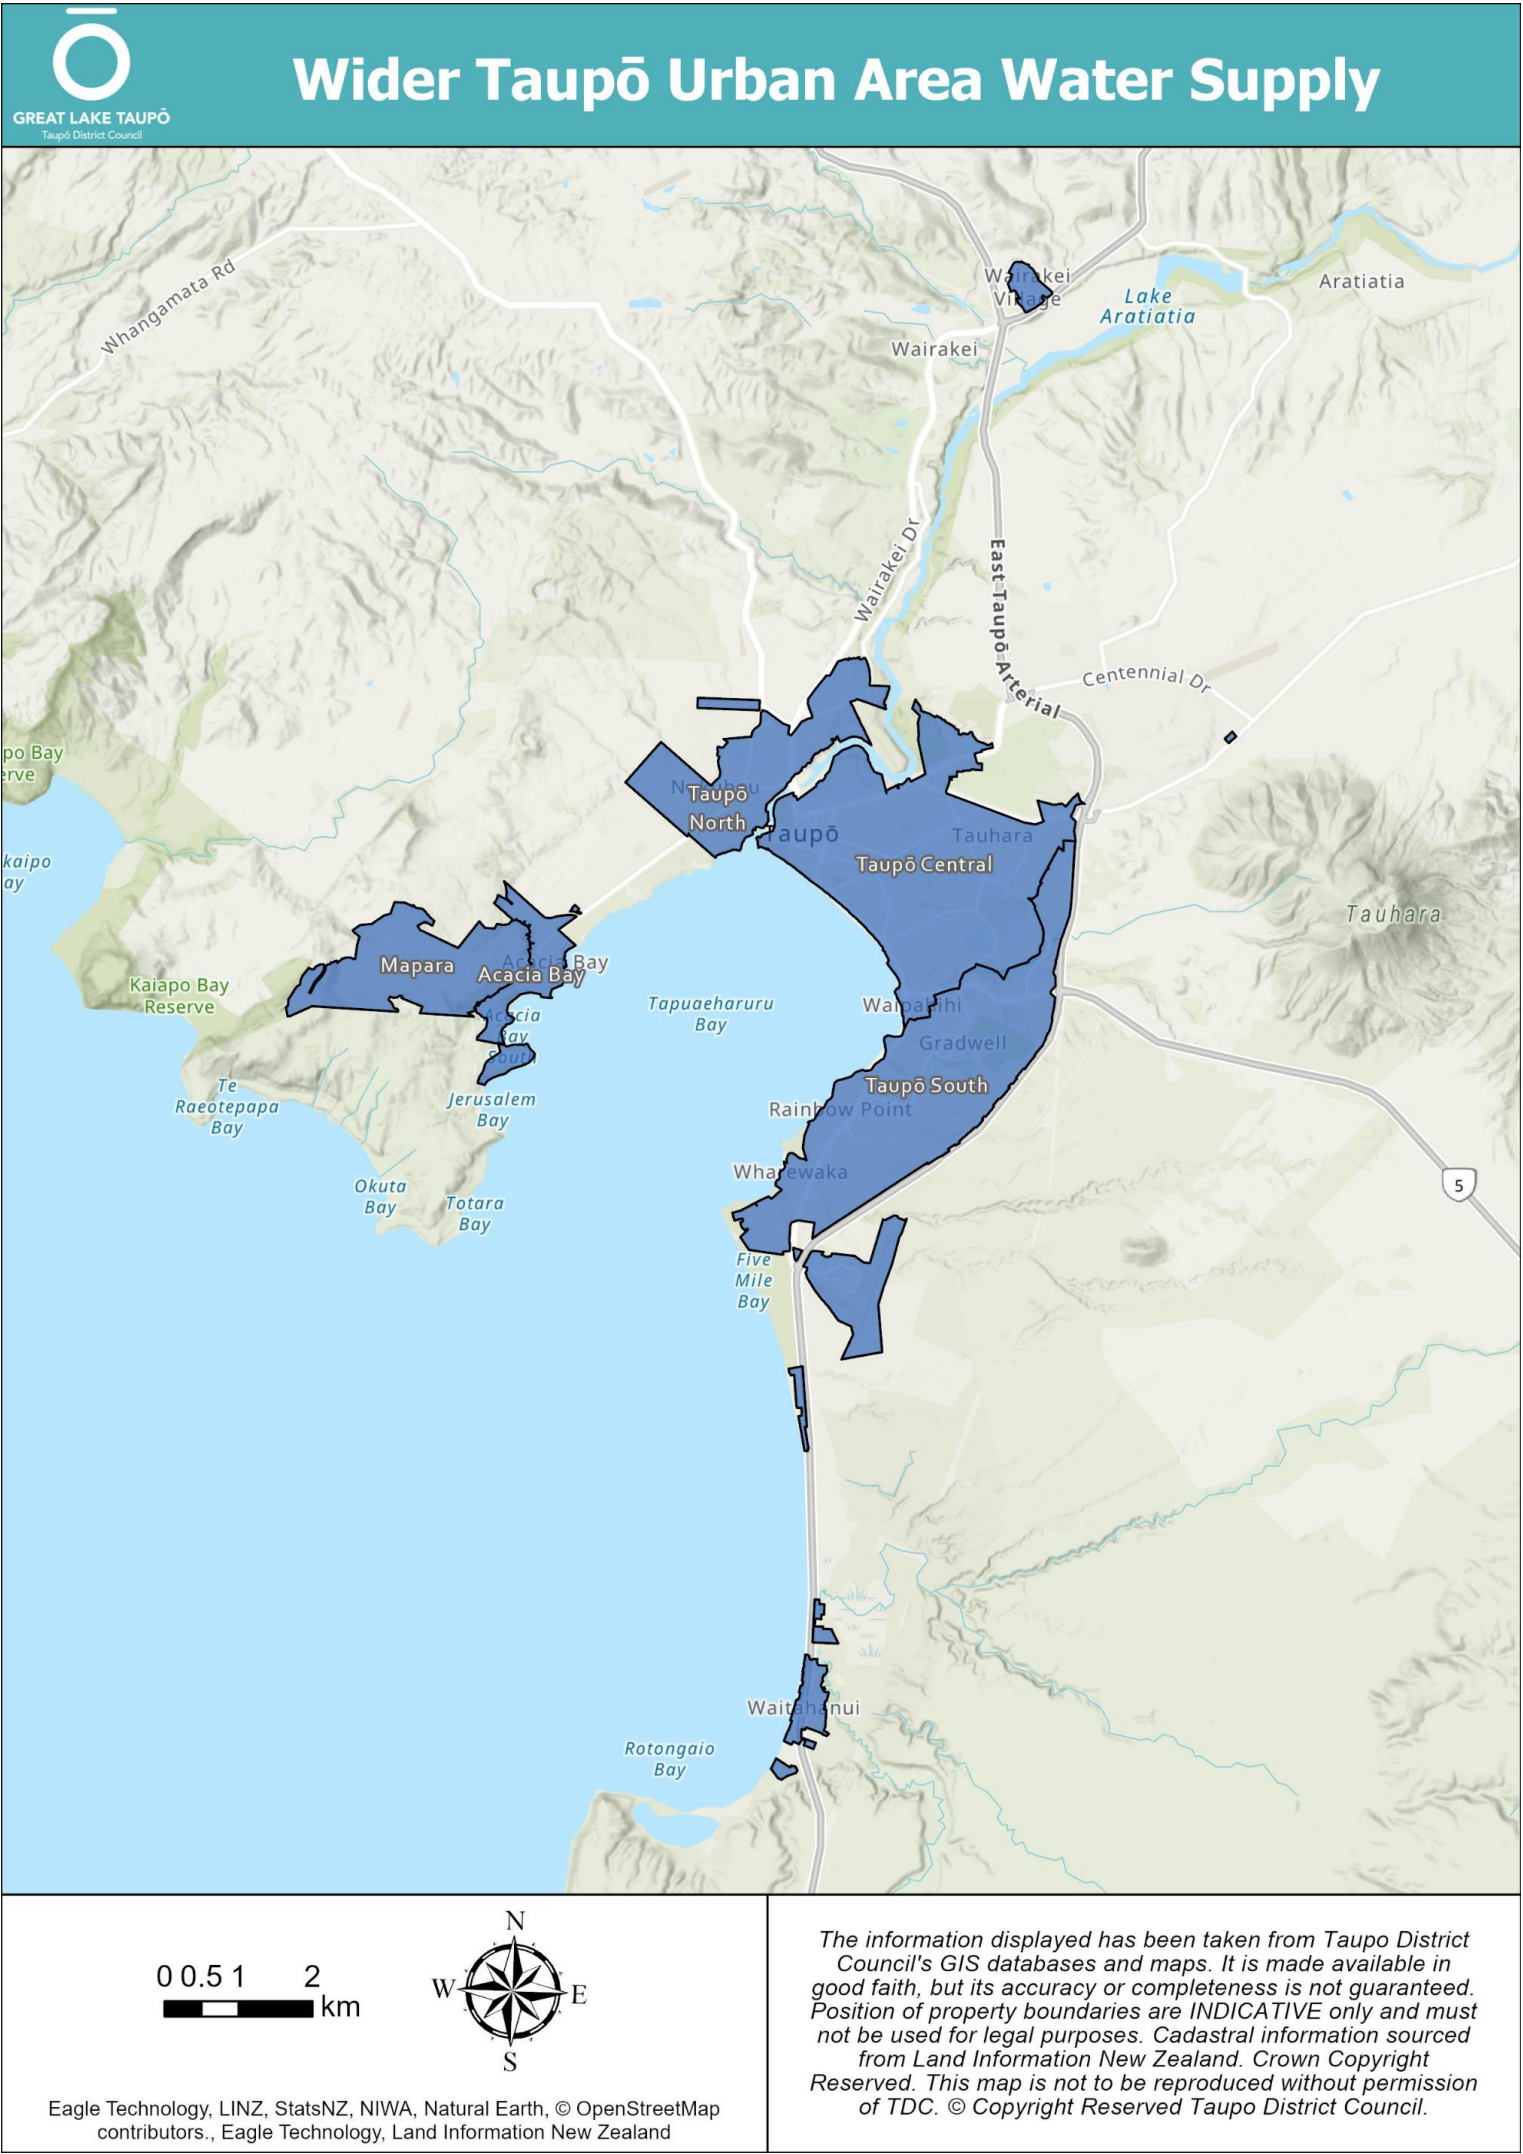 GREAT LAKE TAUPŌ
Taupō District Council
Wider Taupō Urban Area Water Supply
Whangamata Rd
Wairakei
Village
Lake
Aratiatia
Aratiatia
Wairakei
Wairakei Dr
East Taupō Arterial
Centennial Dr
po Bay
erve
Taupō
North
Taupō
Tauhara
Taupō Central
kaipo
ay
Tauhara
Mapara
Acacia Bay
Acacia Bay
Kaiapo Bay
Reserve
Tapuaeharuru
Bay
Waipahihi
Acacia
Bay
South
Gradwell
Taupō South
Te
Raeotepapa
Bay
Jerusalem
Bay
Rainbow Point
Wharewaka
Okuta
Bay
Totara
Bay
5
Five
Mile
Bay
Waitahanui
Rotongaio
Bay
0 0.5 1 2
km
N
W
E
S
Eagle Technology, LINZ, StatsNZ, NIWA, Natural Earth, © OpenStreetMap
contributors., Eagle Technology, Land Information New Zealand
The information displayed has been taken from Taupo District
Council's GIS databases and maps. It is made available in
good faith, but its accuracy or completeness is not guaranteed.
Position of property boundaries are INDICATIVE only and must
not be used for legal purposes. Cadastral information sourced
from Land Information New Zealand. Crown Copyright
Reserved. This map is not to be reproduced without permission
of TDC. © Copyright Reserved Taupo District Council.